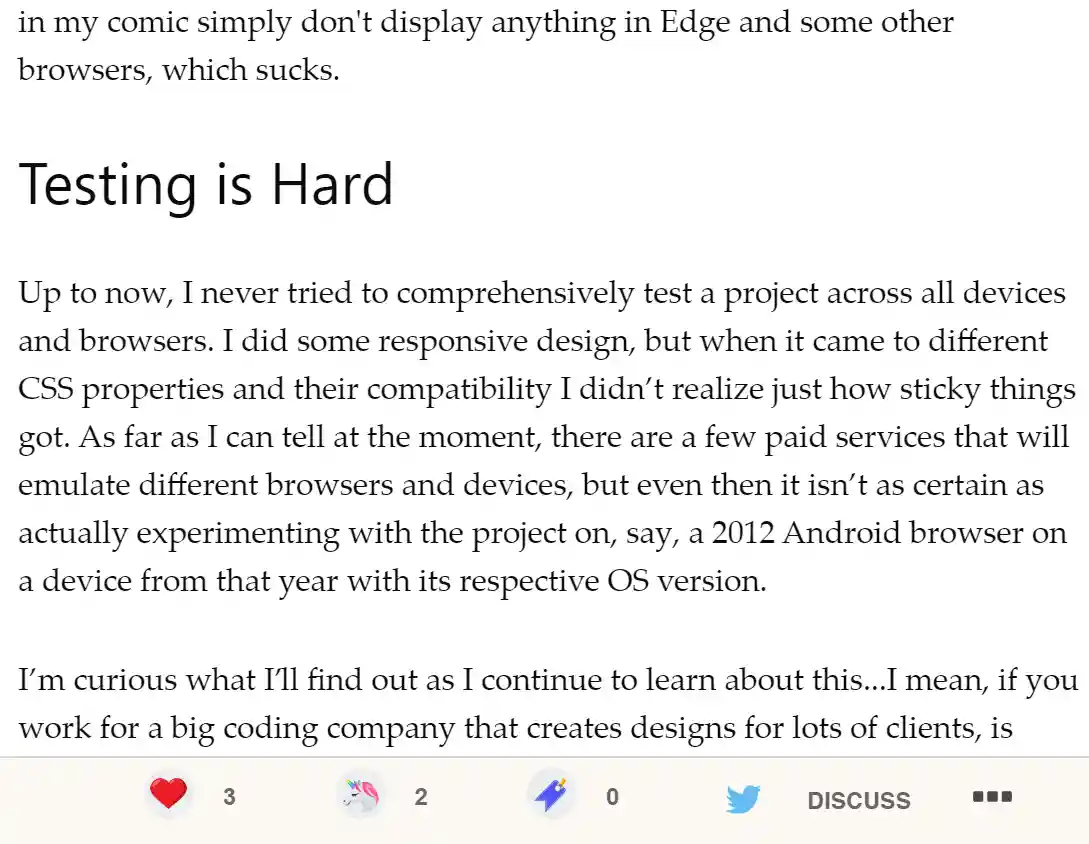 in my comic simply don't display anything in Edge and some other
browsers, which sucks.
Testing is Hard
Up to now, I never tried to comprehensively test a project across all devices
and browsers. I did some responsive design, but when it came to different
CSS properties and their compatibility I didn’t realize just how sticky things
got. As far as I can tell at the moment, there are a few paid services that will
emulate different browsers and devices, but even then it isn’t as certain as
actually experimenting with the project on, say, a 2012 Android browser on
a device from that year with its respective OS version.
I’m curious what I’ll find out as I continue to learn about this...I mean, if you
work for a big coding company that creates designs for lots of clients, is
3 2 0 DISCUSS